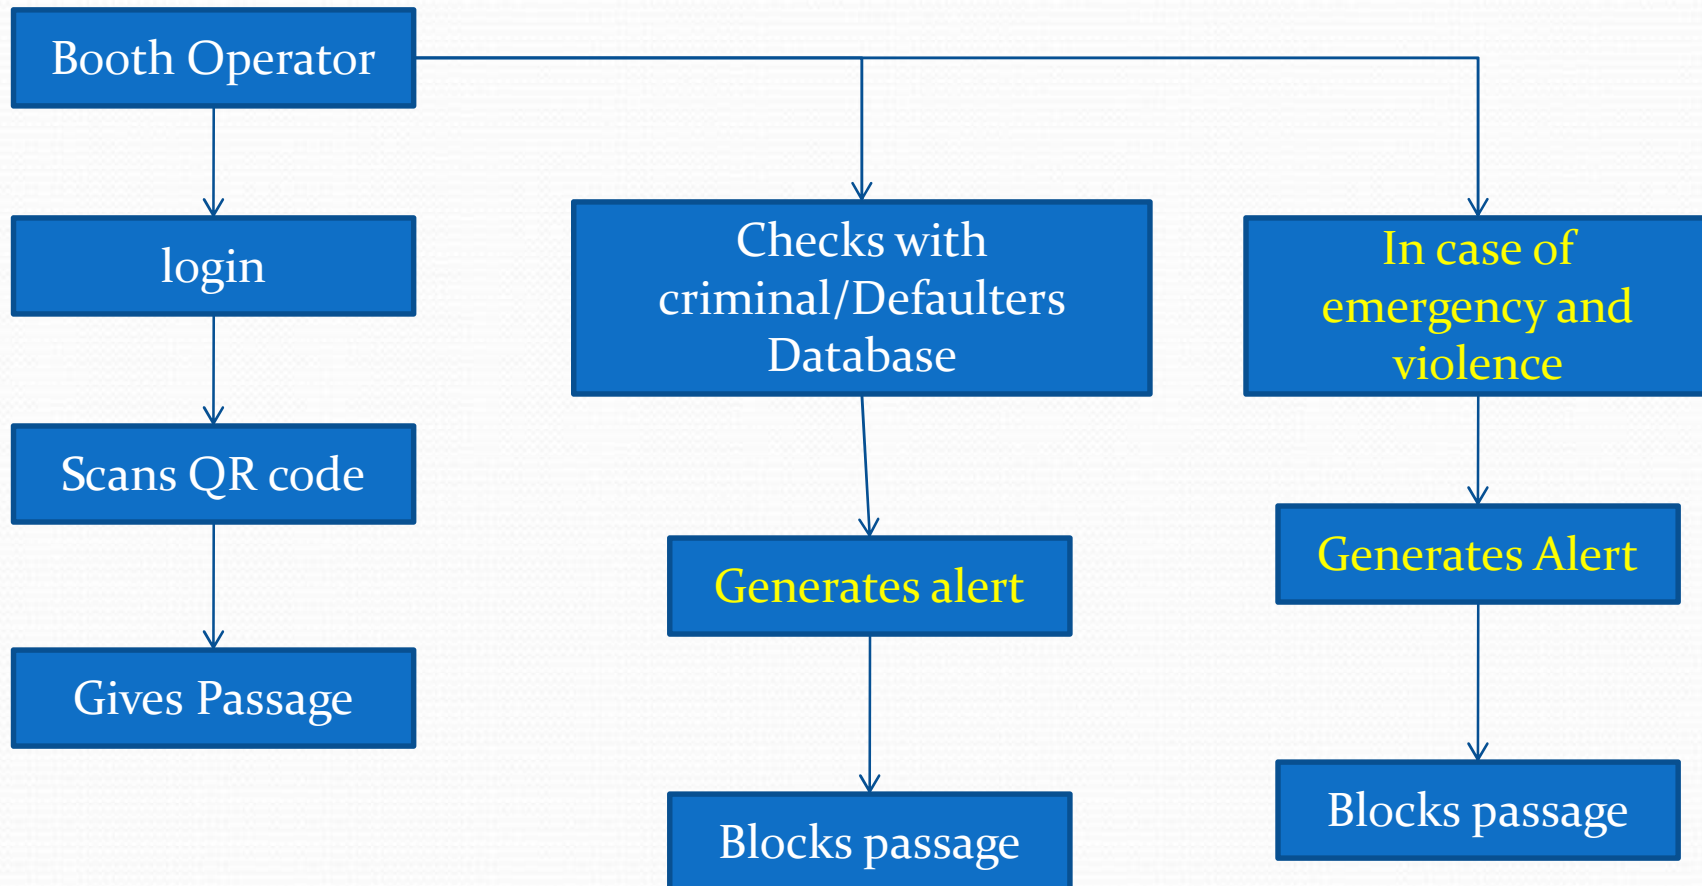 Booth Operator
login
Scans QR code
Gives Passage
Checks with
criminal/Defaulters
Database
Generates alert
Blocks passage
In case of
emergency and
violence
Generates Alert
Blocks passage